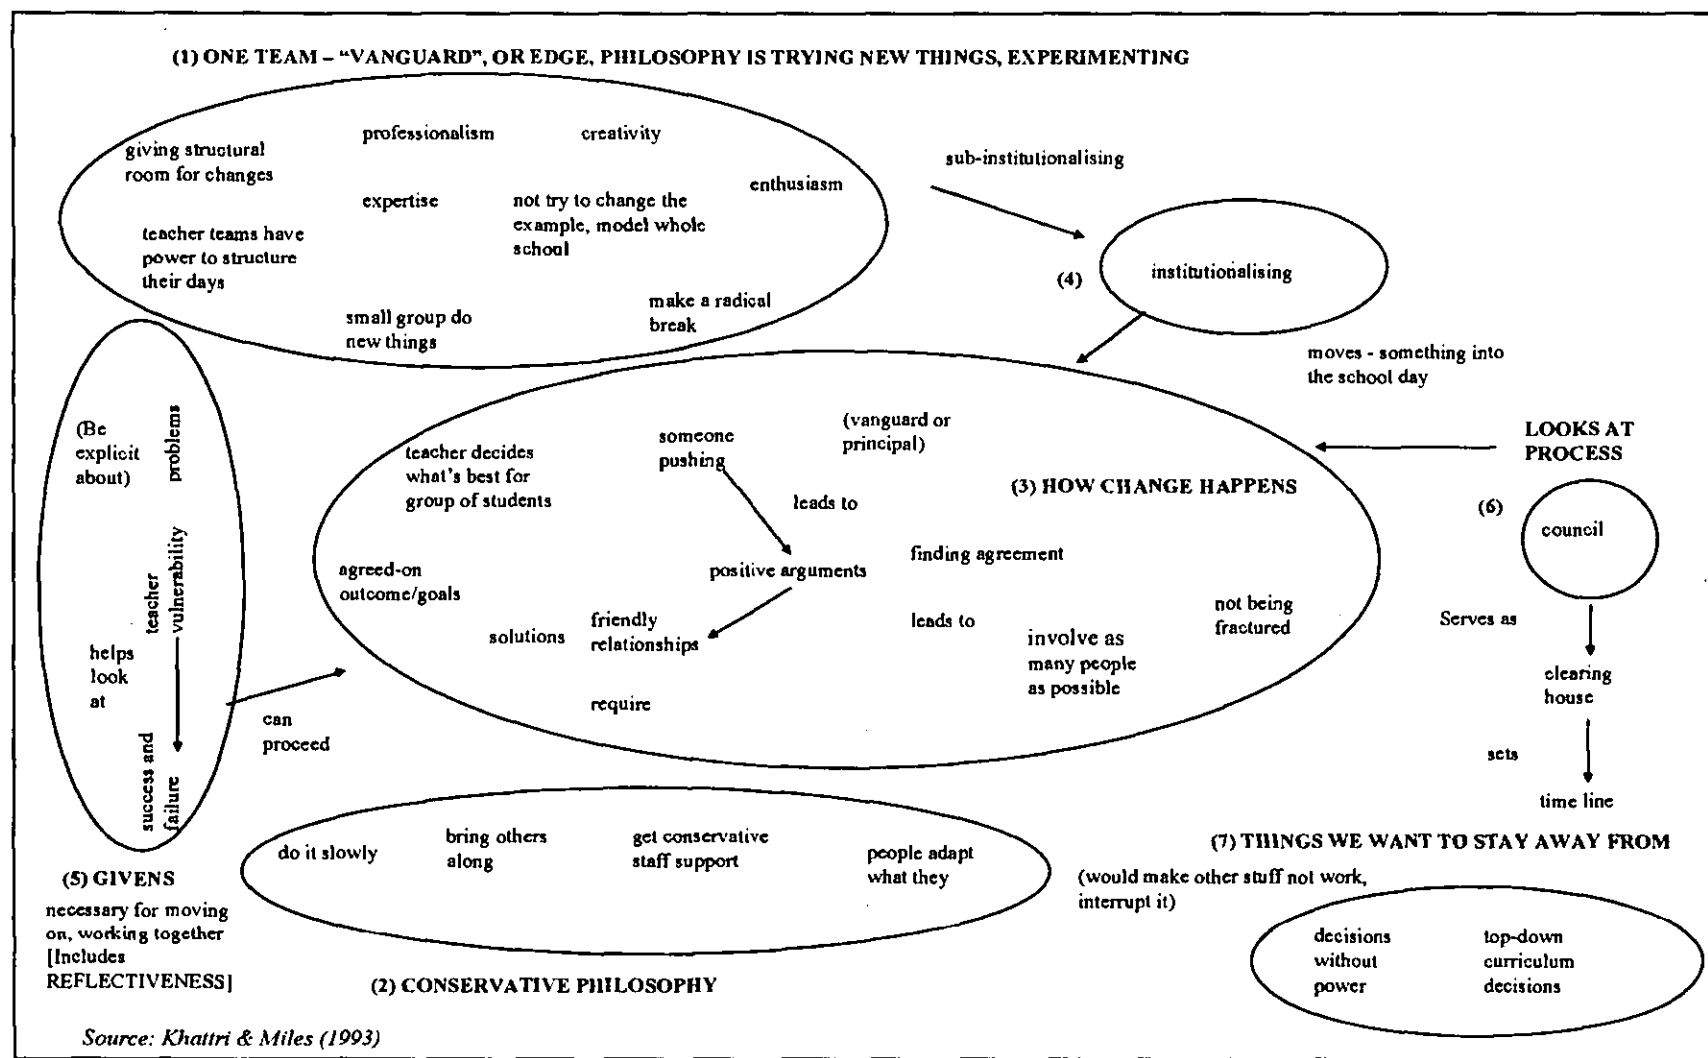 (1) ONE TEAM – “VANGUARD”, OR EDGE, PHILOSOPHY IS TRYING NEW THINGS, EXPERIMENTING
professionalism
creativity
giving structural
room for changes
expertise
not try to change the
example, model whole
school
enthusiasm
teacher teams have
power to structure
their days
small group do
new things
make a radical
break
sub-institutionalising
(4)
institutionalising
moves - something into
the school day
(Be
explicit
about)
problems
teacher
vulnerability
helps
look
at
success and
failure
can
proceed
(5) GIVENS
necessary for moving
on, working together
[Includes
REFLECTIVENESS]
teacher decides
what's best for
group of students
someone
pushing
(vanguard or
principal)
(3) HOW CHANGE HAPPENS
leads to
agreed-on
outcome/goals
positive arguments
finding agreement
solutions
friendly
relationships
leads to
involve as
many people
as possible
not being
fractured
require
LOOKS AT
PROCESS
(6)
council
Serves as
clearing
house
sets
time line
do it slowly
bring others
along
get conservative
staff support
people adapt
what they
(2) CONSERVATIVE PHILOSOPHY
(7) THINGS WE WANT TO STAY AWAY FROM
(would make other stuff not work,
interrupt it)
decisions
without
power
top-down
curriculum
decisions
Source: Khattri & Miles (1993)